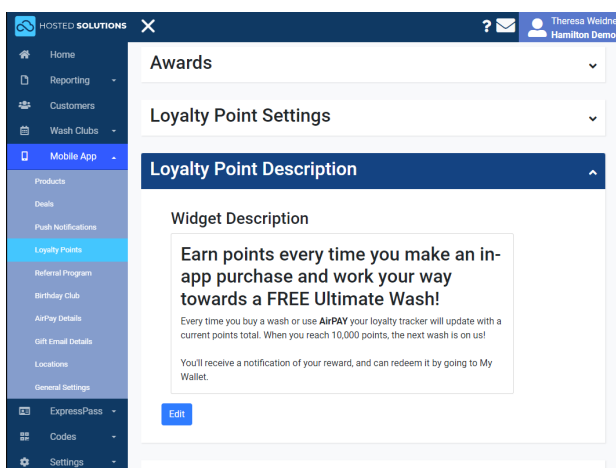 HOSTED SOLUTIONS
?
Theresa Weidne
Hamilton Demo
Home
Reporting
Customers
Wash Clubs
Mobile App
Products
Deals
Push Notifications
Loyalty Points
Referral Program
Birthday Club
AirPay Details
Gift Email Details
Locations
General Settings
ExpressPass
Codes
Settings
Awards
Loyalty Point Settings
Loyalty Point Description
Widget Description
Earn points every time you make an in-
app purchase and work your way
towards a FREE Ultimate Wash!
Every time you buy a wash or use AirPAY your loyalty tracker will update with a
current points total. When you reach 10,000 points, the next wash is on us!
You'll receive a notification of your reward, and can redeem it by going to My
Wallet.
Edit